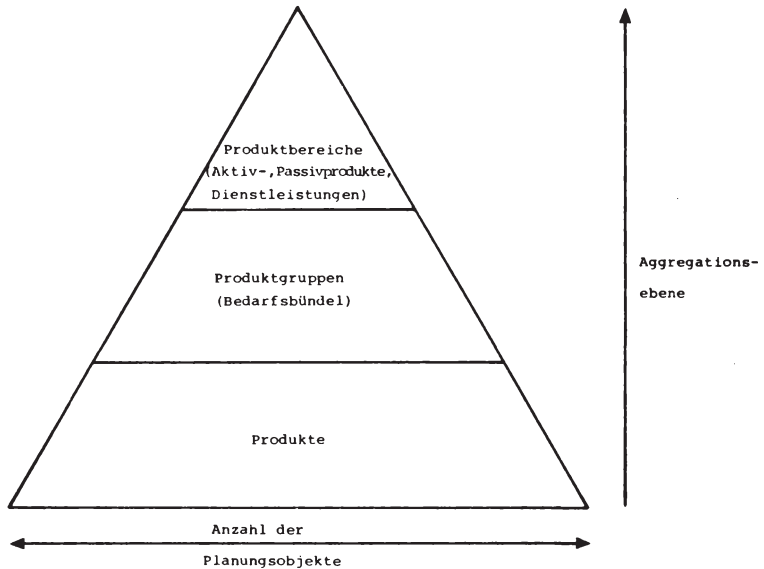 Produktbereiche
(Aktiv-,Passivprodukte,
Dienstleistungen)
Produktgruppen
(Bedarfsbündel)
Produkte
Aggregations-
ebene
Anzahl der
Planungsobjekte